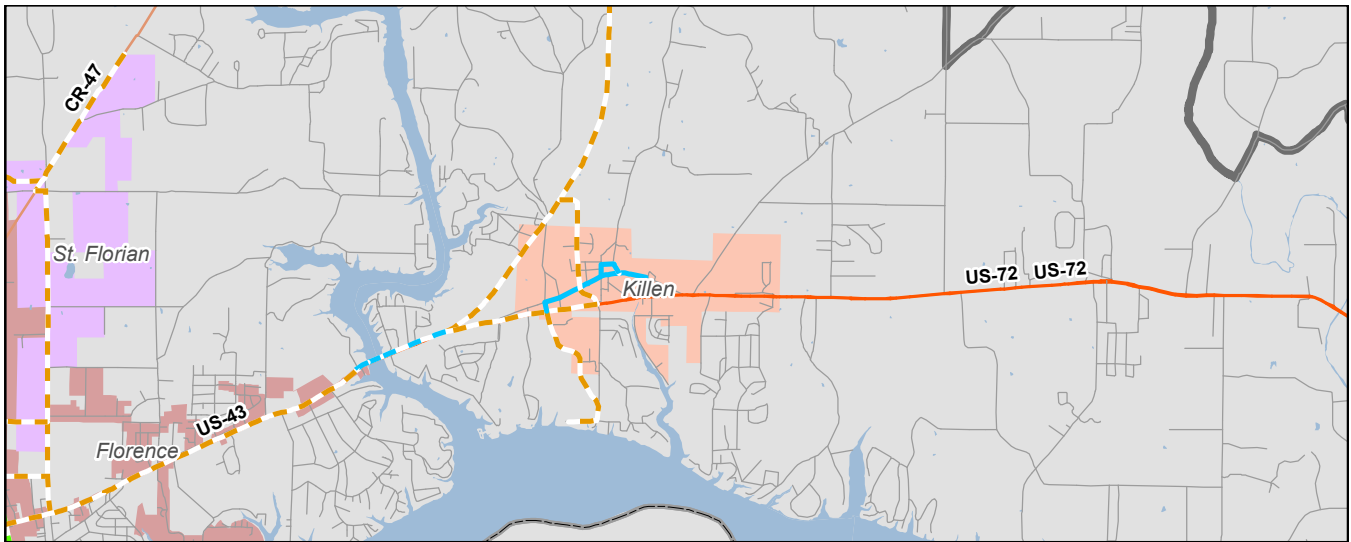 CR-47
St. Florian
US-72 US-72
Killen
US-43
Florence